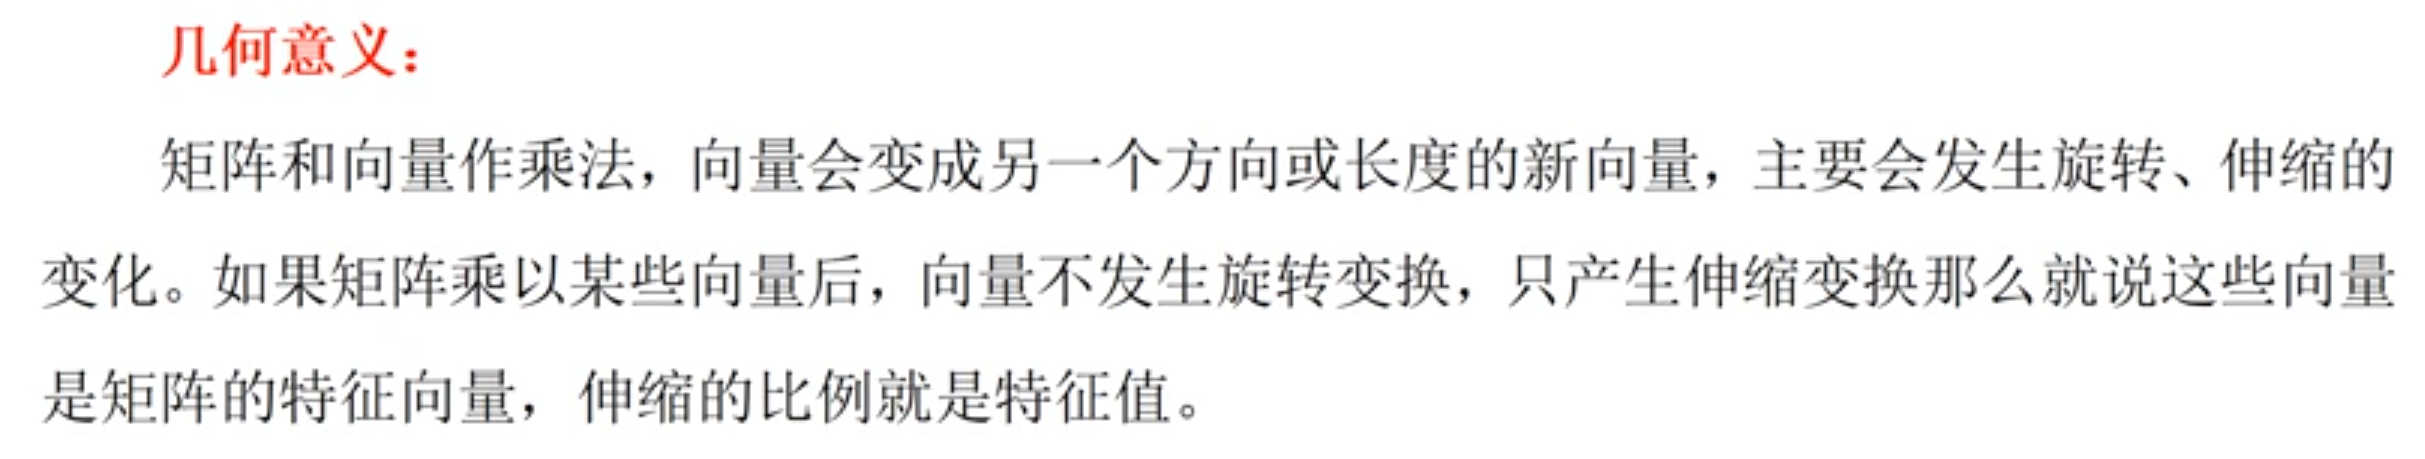 几何意义：
矩阵和向量作乘法，向量会变成另一个方向或长度的新向量，主要会发生旋转、伸缩的
变化。如果矩阵乘以某些向量后，向量不发生旋转变换，只产生伸缩变换那么就说这些向量
是矩阵的特征向量，伸缩的比例就是特征值。